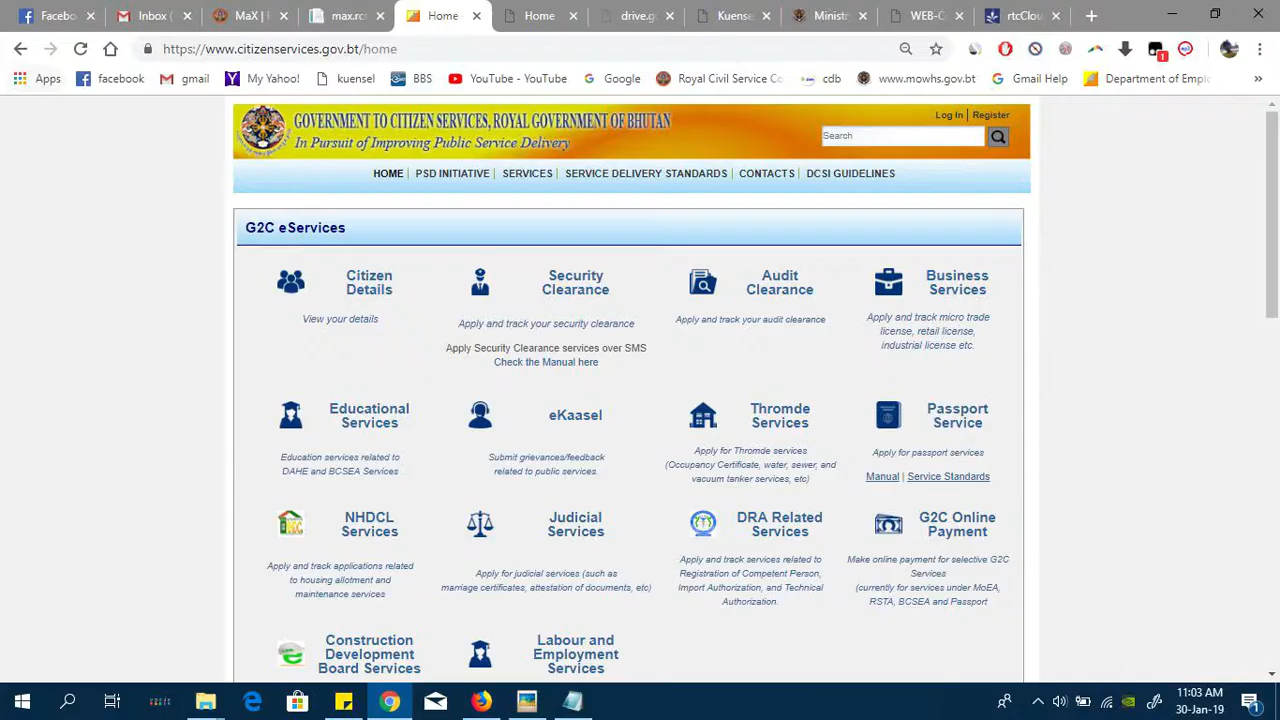 Facebo
Inbox (
MaX |
max.rc
Home
Home
drive.g
Kuense
Ministr
WEB-C
rtcClou
https://www.citizenservices.gov.bt/home
1
Apps
facebook
gmail
My Yahoo!
kuensel
BBS
YouTube - YouTube
Google
Royal Civil Service Co
cdb
www.mowhs.gov.bt
Gmail Help
Department of Empl
»
GOVERNMENT TO CITIZEN SERVICES, ROYAL GOVERNMENT OF BHUTAN
In Pursuit of Improving Public Service Delivery
Log In | Register
Search
HOME | PSD INITIATIVE | SERVICES | SERVICE DELIVERY STANDARDS | CONTACTS | DCSI GUIDELINES
G2C eServices
Citizen
Details
View your details
Security
Clearance
Apply and track your security clearance
Apply Security Clearance services over SMS
Check the Manual here
Audit
Clearance
Apply and track your audit clearance
Business
Services
Apply and track micro trade
license, retail license,
industrial license etc.
Educational
Services
Education services related to
DAHE and BCSEA Services
eKaasel
Submit grievances/feedback
related to public services.
Thromde
Services
Apply for Thromde services
(Occupancy Certificate, water, sewer, and
vacuum tanker services, etc)
Passport
Service
Apply for passport services
Manual | Service Standards
NHDCL
Services
Apply and track applications related
to housing allotment and
maintenance services
Judicial
Services
Apply for judicial services (such as
marriage certificates, attestation of documents, etc)
DRA Related
Services
Apply and track services related to
Registration of Competent Person,
Import Authorization, and Technical
Authorization.
G2C Online
Payment
Make online payment for selective G2C
Services
(currently for services under MoEA,
RSTA, BCSEA and Passport
Construction
Development
Board Services
Labour and
Employment
Services
11:03 AM
30-Jan-19
1